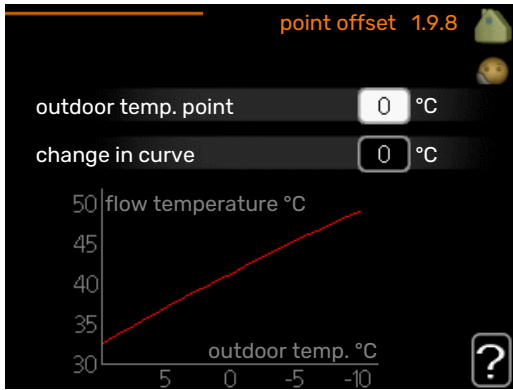 point offset 1.9.8
outdoor temp. point 0 °C
change in curve 0 °C
50 flow temperature °C
45
40
35
30
outdoor temp. °C
5 0 -5 -10
?